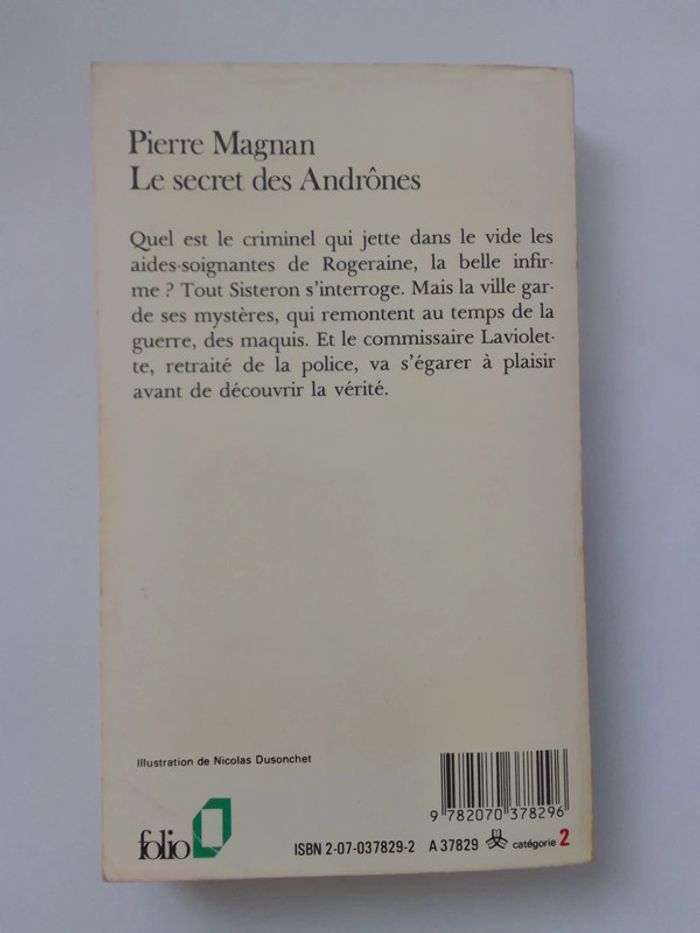 Pierre Magnan
Le secret des Andrônes
Quel est le criminel qui jette dans le vide les
aides-soignantes de Rogeraine, la belle infir-
me ? Tout Sisteron s'interroge. Mais la ville gar-
de ses mystères, qui remontent au temps de la
guerre, des maquis. Et le commissaire Laviolet-
te, retraité de la police, va s'égarer à plaisir
avant de découvrir la vérité.
Illustration de Nicolas Dusonchet
9 782070 378296
folio
ISBN 2-07-037829-2 A 37829 catégorie 2